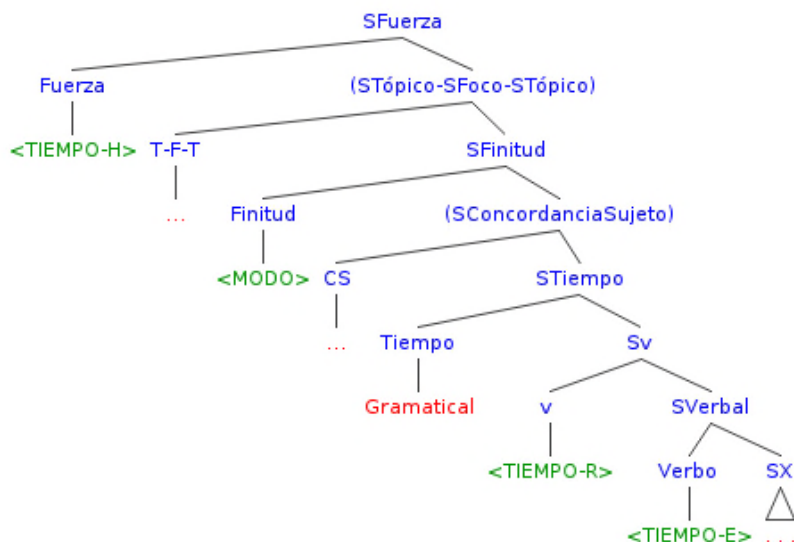 SFuerza
Fuerza (STópico-SFoco-STópico)
<TIEMPO-H> T-F-T SFinitud
... Finitud (SConcordanciaSujeto)
<MODO> CS STiempo
... Tiempo Sv
Gramatical v SVerbal
<TIEMPO-R> Verbo SX
<TIEMPO-E> ...